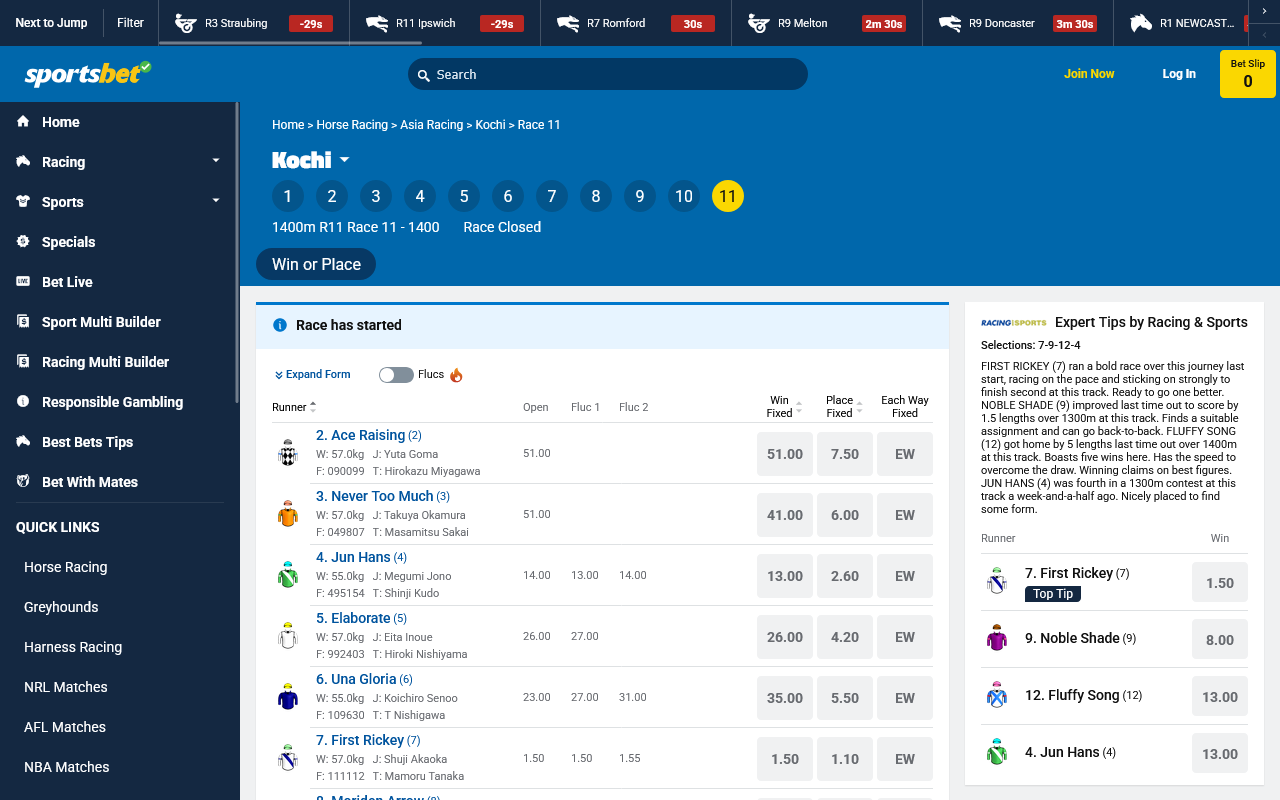 Next to Jump
Filter
R3 Straubing
-29s
R11 Ipswich
-29s
R7 Romford
30s
R9 Melton
2m 30s
R9 Doncaster
3m 30s
R1 NEWCAST...
sportsbet
Search
Join Now
Log In
Bet Slip
0
Home
Racing
Sports
Specials
Bet Live
Sport Multi Builder
Racing Multi Builder
Responsible Gambling
Best Bets Tips
Bet With Mates
QUICK LINKS
Horse Racing
Greyhounds
Harness Racing
NRL Matches
AFL Matches
NBA Matches
Home > Horse Racing > Asia Racing > Kochi > Race 11
Kochi
1 2 3 4 5 6 7 8 9 10 11
1400m R11 Race 11 - 1400 Race Closed
Win or Place
Race has started
Expand Form
Flucs
Runner Open Fluc 1 Fluc 2 Win Fixed Place Fixed Each Way Fixed
2. Ace Raising (2)
W: 57.0kg J: Yuta Goma
F: 090099 T: Hirokazu Miyagawa
51.00
51.00 7.50 EW
3. Never Too Much (3)
W: 57.0kg J: Takuya Okamura
F: 049807 T: Masamitsu Sakai
51.00
41.00 6.00 EW
4. Jun Hans (4)
W: 55.0kg J: Megumi Jono
F: 495154 T: Shinji Kudo
14.00 13.00 14.00
13.00 2.60 EW
5. Elaborate (5)
W: 57.0kg J: Eita Inoue
F: 992403 T: Hiroki Nishiyama
26.00 27.00
26.00 4.20 EW
6. Una Gloria (6)
W: 55.0kg J: Koichiro Senoo
F: 109630 T: T Nishigawa
23.00 27.00 31.00
35.00 5.50 EW
7. First Rickey (7)
W: 57.0kg J: Shuji Akaoka
F: 111112 T: Mamoru Tanaka
1.50 1.50 1.55
1.50 1.10 EW
RACING AND SPORTS
Expert Tips by Racing & Sports
Selections: 7-9-12-4
FIRST RICKEY (7) ran a bold race over this journey last
start, racing on the pace and sticking on strongly to
finish second at this track. Ready to go one better.
NOBLE SHADE (9) improved last time out to score by
1.5 lengths over 1300m at this track. Finds a suitable
assignment and can go back-to-back. FLUFFY SONG
(12) got home by 5 lengths last time out over 1400m
at this track. Boasts five wins here. Has the speed to
overcome the draw. Winning claims on best figures.
JUN HANS (4) was fourth in a 1300m contest at this
track a week-and-a-half ago. Nicely placed to find
some form.
Runner Win
7. First Rickey (7)
Top Tip
1.50
9. Noble Shade (9)
8.00
12. Fluffy Song (12)
13.00
4. Jun Hans (4)
13.00